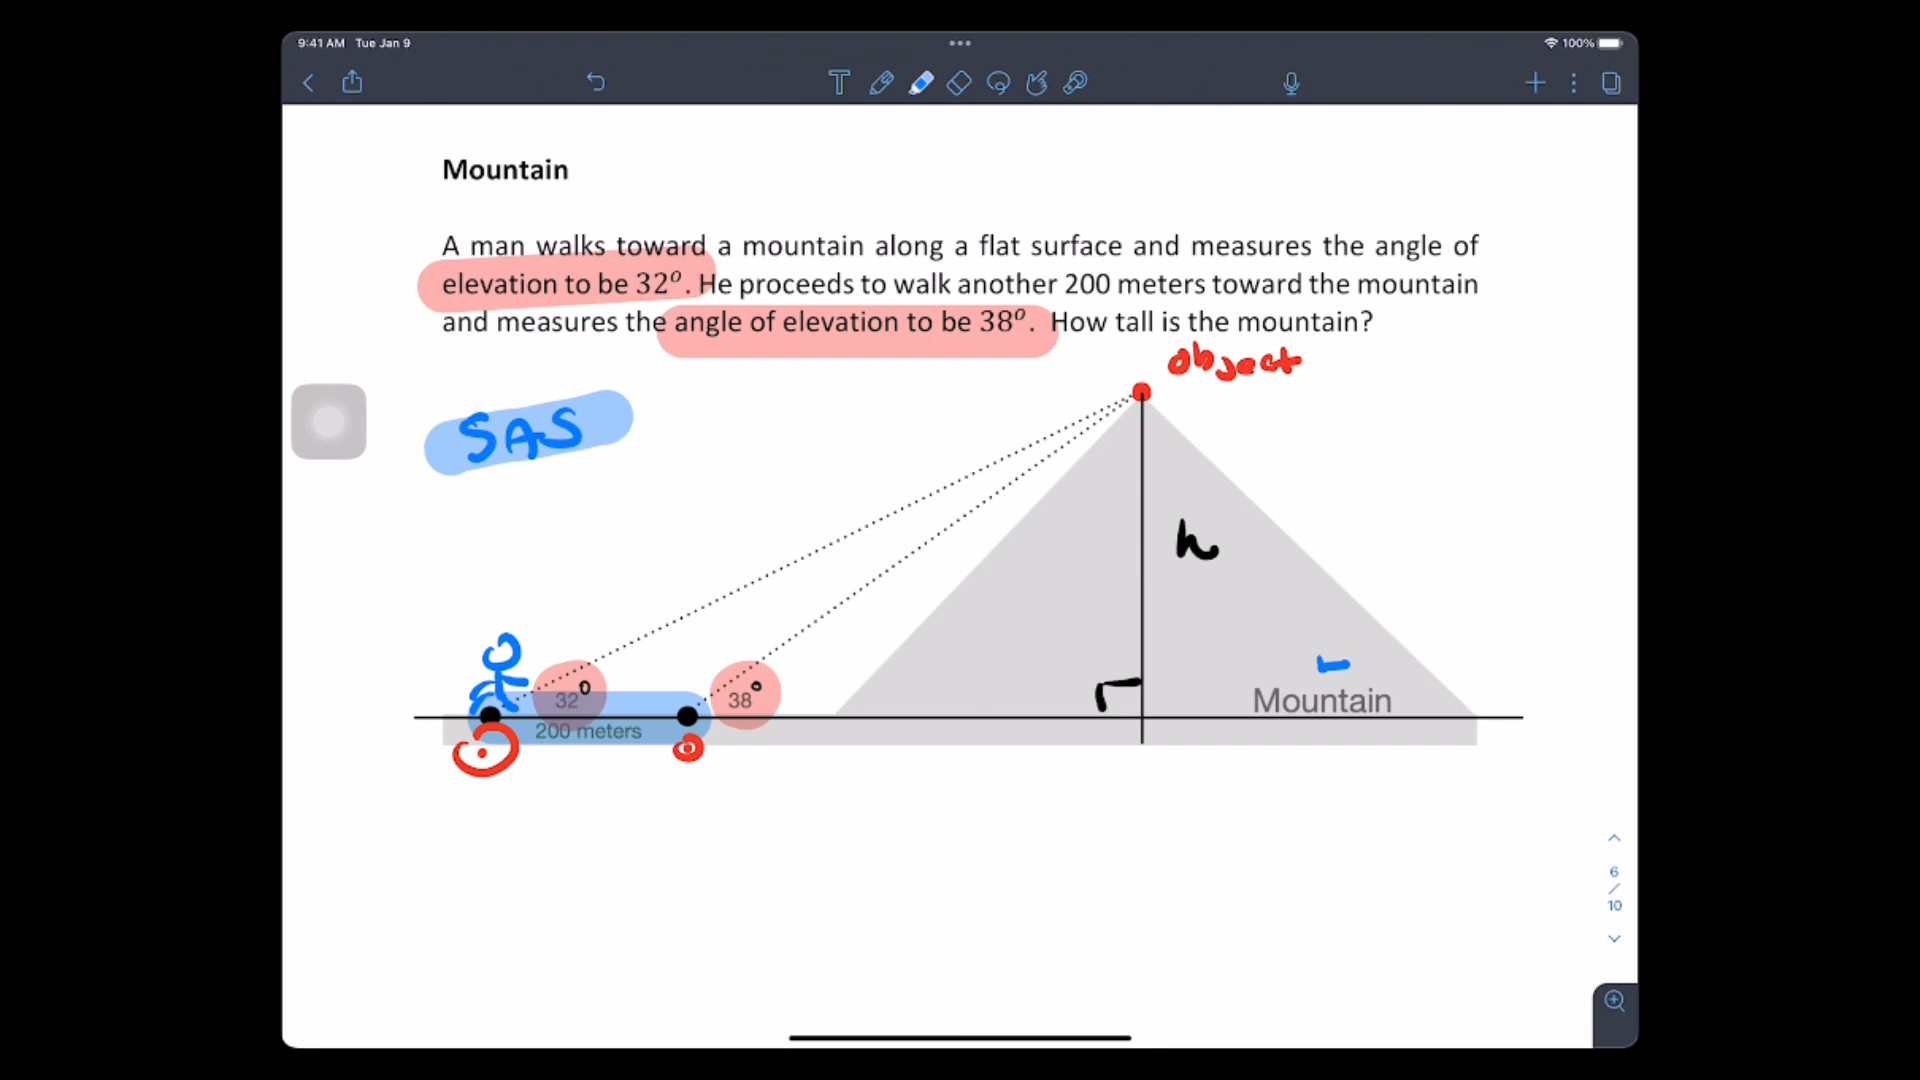 9:41 AM Tue Jan 9
100%
Mountain
A man walks toward a mountain along a flat surface and measures the angle of
elevation to be 32°. He proceeds to walk another 200 meters toward the mountain
and measures the angle of elevation to be 38°. How tall is the mountain?
object
SAS
h
32°
38°
Mountain
200 meters
6
/
10